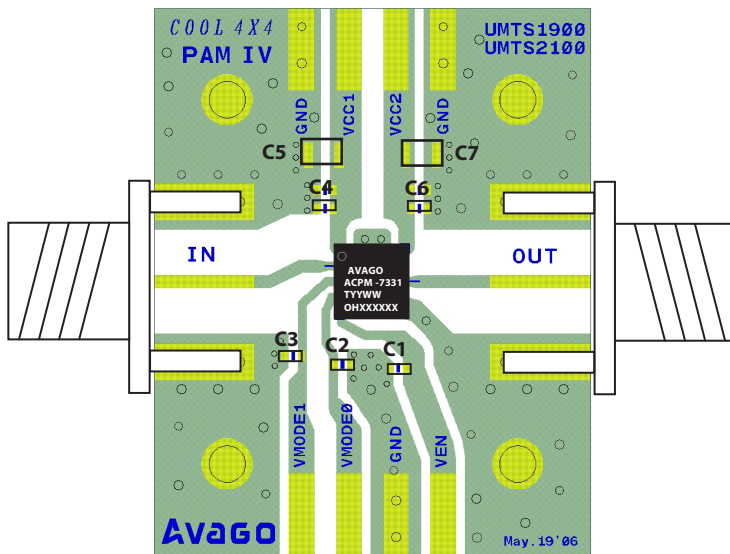 COOL 4X4
PAM IV
UMTS1900
UMTS2100
GND
VCC1
VCC2
GND
C5
C7
C4
C6
IN
OUT
AVAGO
ACPM -7331
TYYWW
OHXXXXXX
C3
C2
C1
VMODE1
VMODE0
GND
VEN
AVAGO
May.19'06